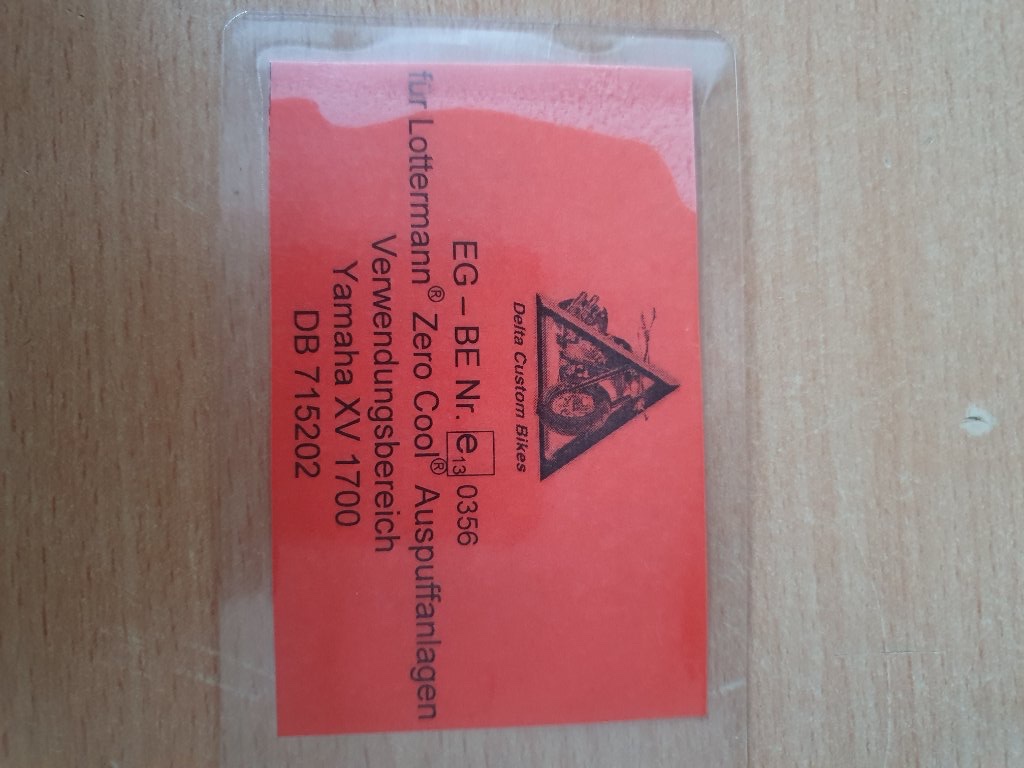 Delta Custom Bikes
EG – BE Nr. e13 0356
für Lottermann® Zero Cool® Auspuffanlagen
Verwendungsbereich
Yamaha XV 1700
DB 715202